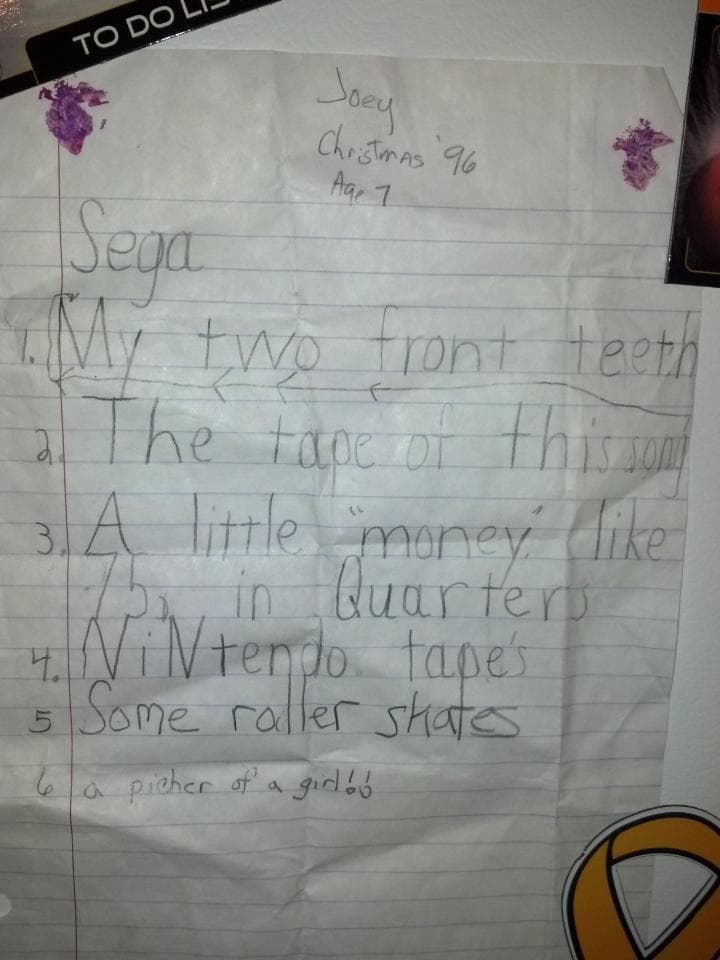 TO DO LIS
Joey
Christmas '96
Age 7
Sega
1. My two front teeth
2. The tape of this song
3. A little "money." like
75, in Quarters
4. NiNtendo tape's
5 Some roller skates
6 a picher of a girl!!